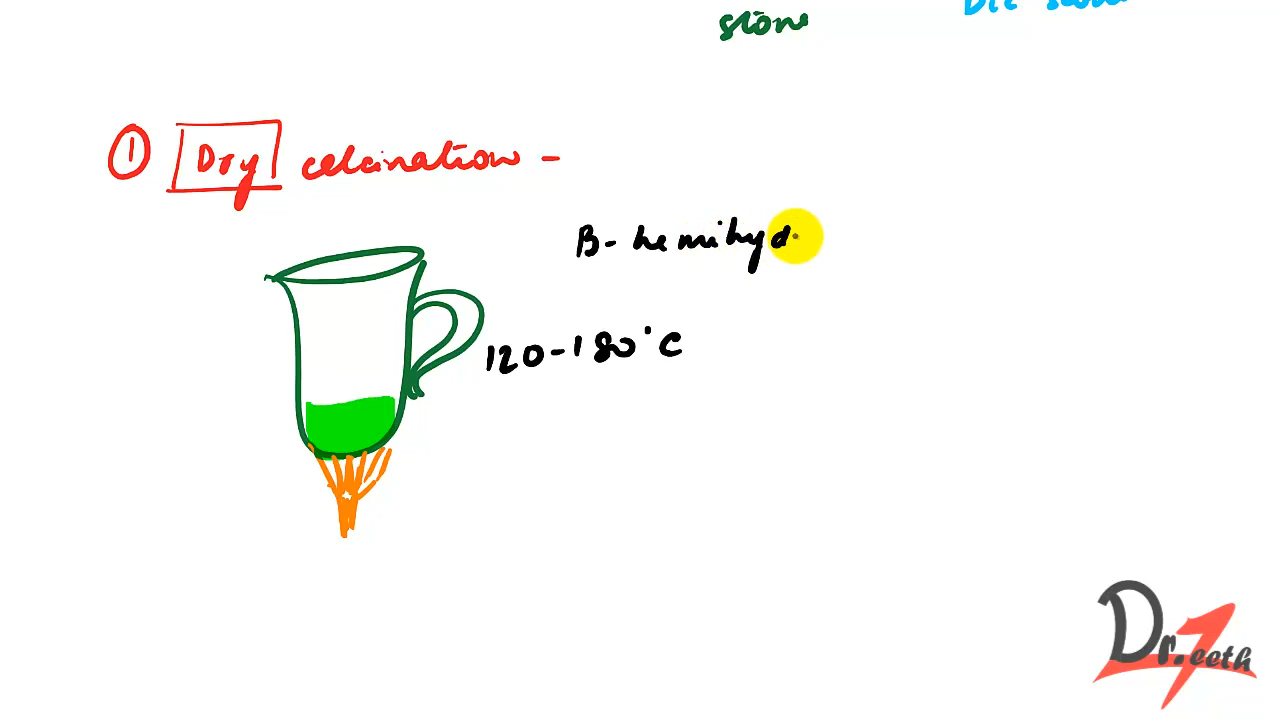 stone
① Dry calcination -
B- hemihyd
120-180°C
Dr.eeth